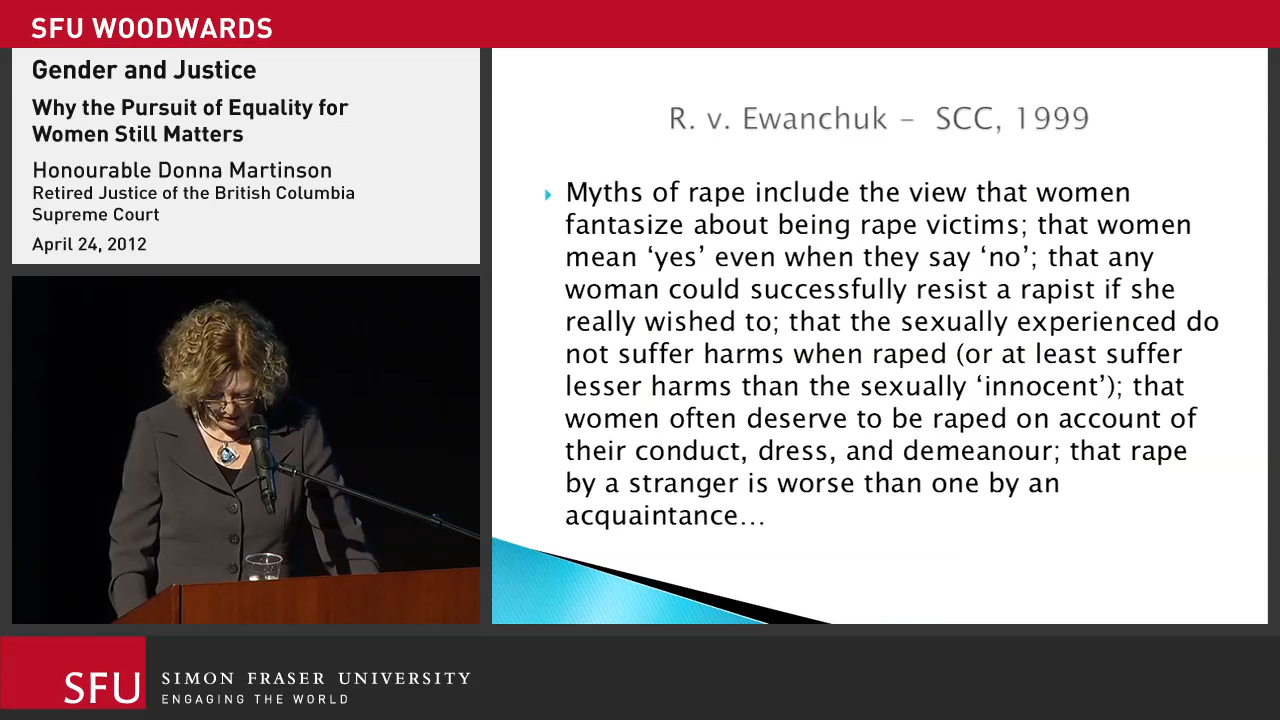 SFU WOODWARDS
Gender and Justice
Why the Pursuit of Equality for
Women Still Matters
Honourable Donna Martinson
Retired Justice of the British Columbia
Supreme Court
April 24, 2012
R. v. Ewanchuk – SCC, 1999
Myths of rape include the view that women
fantasize about being rape victims; that women
mean ‘yes’ even when they say ‘no’; that any
woman could successfully resist a rapist if she
really wished to; that the sexually experienced do
not suffer harms when raped (or at least suffer
lesser harms than the sexually ‘innocent’); that
women often deserve to be raped on account of
their conduct, dress, and demeanour; that rape
by a stranger is worse than one by an
acquaintance…
SFU
SIMON FRASER UNIVERSITY
ENGAGING THE WORLD